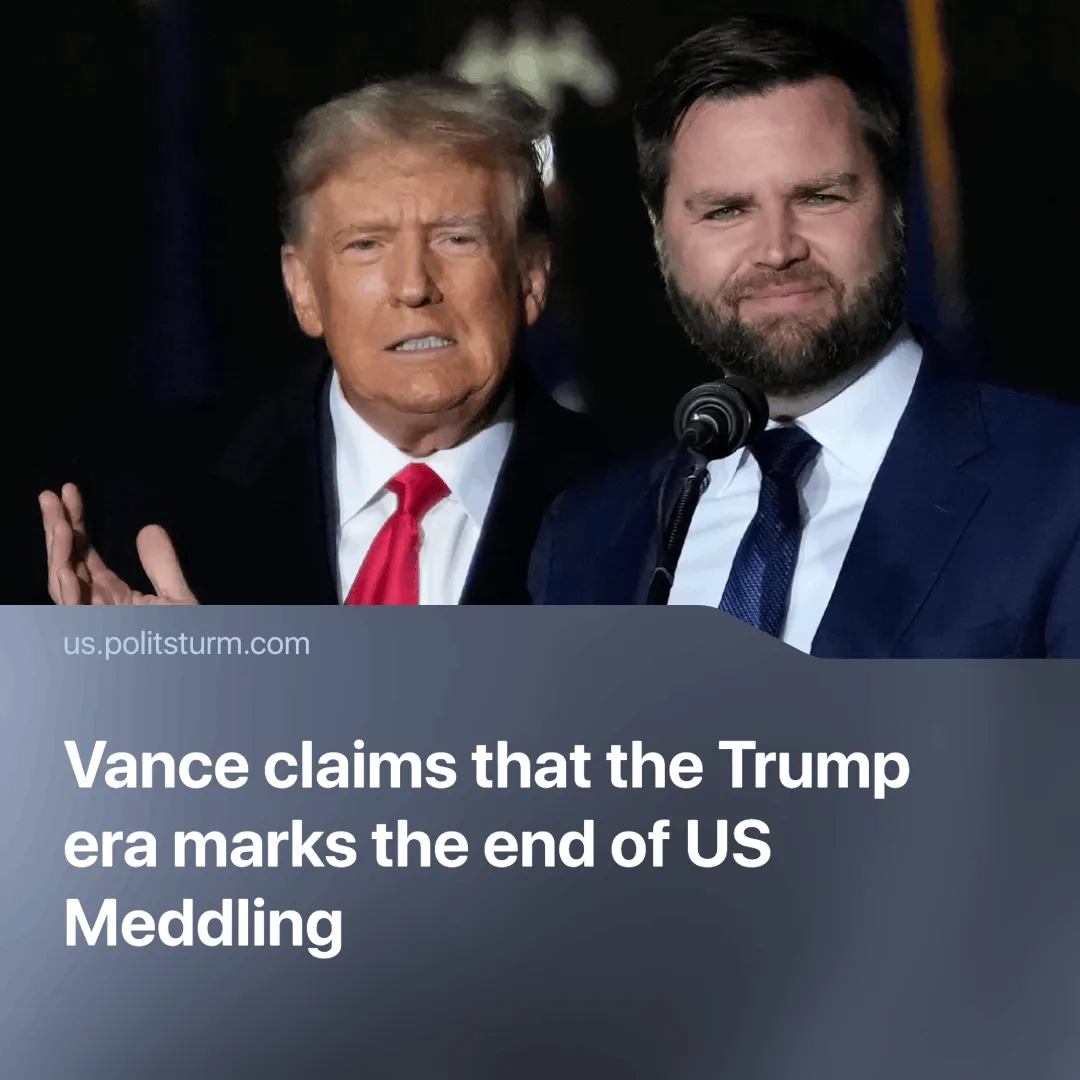 us.politsturm.com
Vance claims that the Trump
era marks the end of US
Meddling